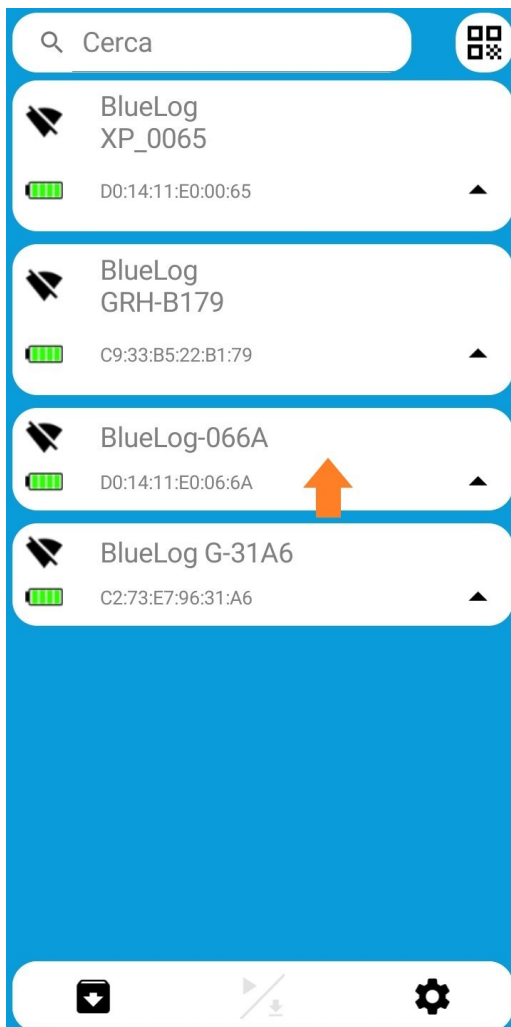 Cerca
BlueLog
XP_0065
D0:14:11:E0:00:65
BlueLog
GRH-B179
C9:33:B5:22:B1:79
BlueLog-066A
D0:14:11:E0:06:6A
BlueLog G-31A6
C2:73:E7:96:31:A6